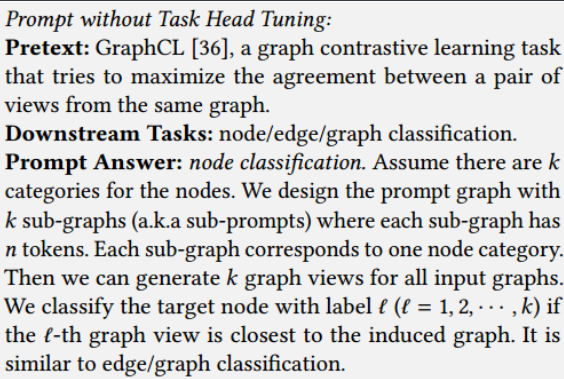 Prompt without Task Head Tuning:
Pretext: GraphCL [36], a graph contrastive learning task
that tries to maximize the agreement between a pair of
views from the same graph.
Downstream Tasks: node/edge/graph classification.
Prompt Answer: node classification. Assume there are k
categories for the nodes. We design the prompt graph with
k sub-graphs (a.k.a sub-prompts) where each sub-graph has
n tokens. Each sub-graph corresponds to one node category.
Then we can generate k graph views for all input graphs.
We classify the target node with label ℓ (ℓ = 1, 2, · · · , k) if
the ℓ-th graph view is closest to the induced graph. It is
similar to edge/graph classification.